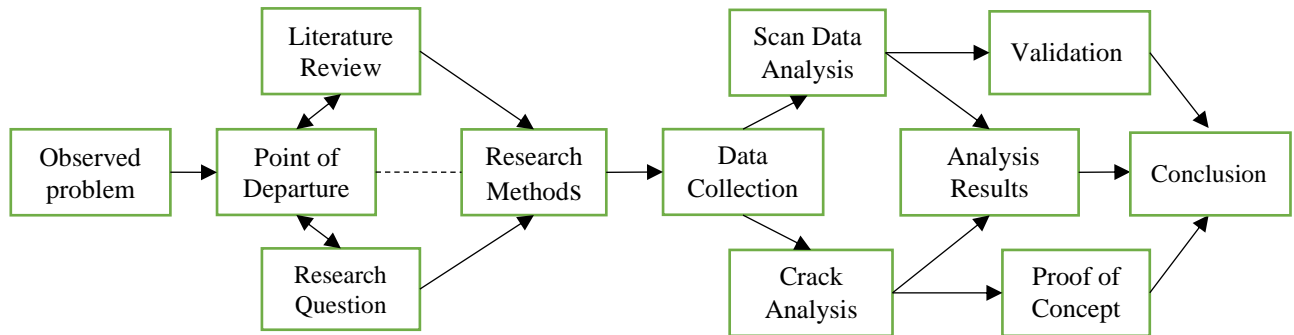 Observed
problem
Literature
Review
Point of
Departure
Research
Question
Research
Methods
Data
Collection
Scan Data
Analysis
Crack
Analysis
Validation
Analysis
Results
Proof of
Concept
Conclusion